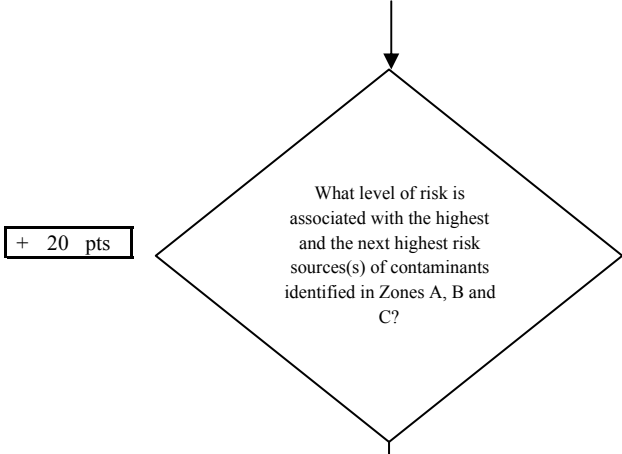 What level of risk is
associated with the highest
and the next highest risk
sources(s) of contaminants
identified in Zones A, B and
C?
+ 20 pts